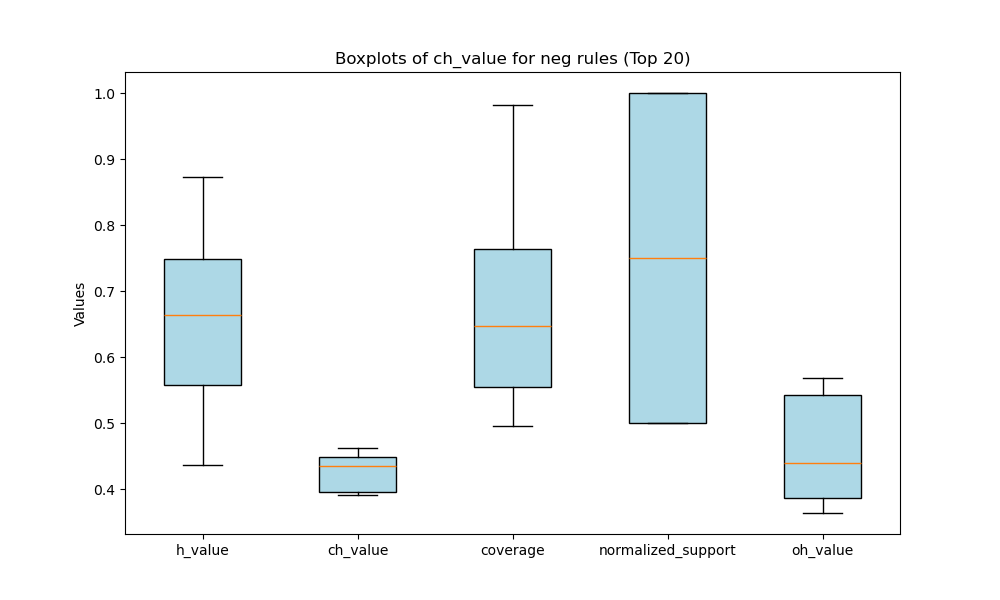 Boxplots of ch_value for neg rules (Top 20)
Values
1.0
0.9
0.8
0.7
0.6
0.5
0.4
h_value
ch_value
coverage
normalized_support
oh_value